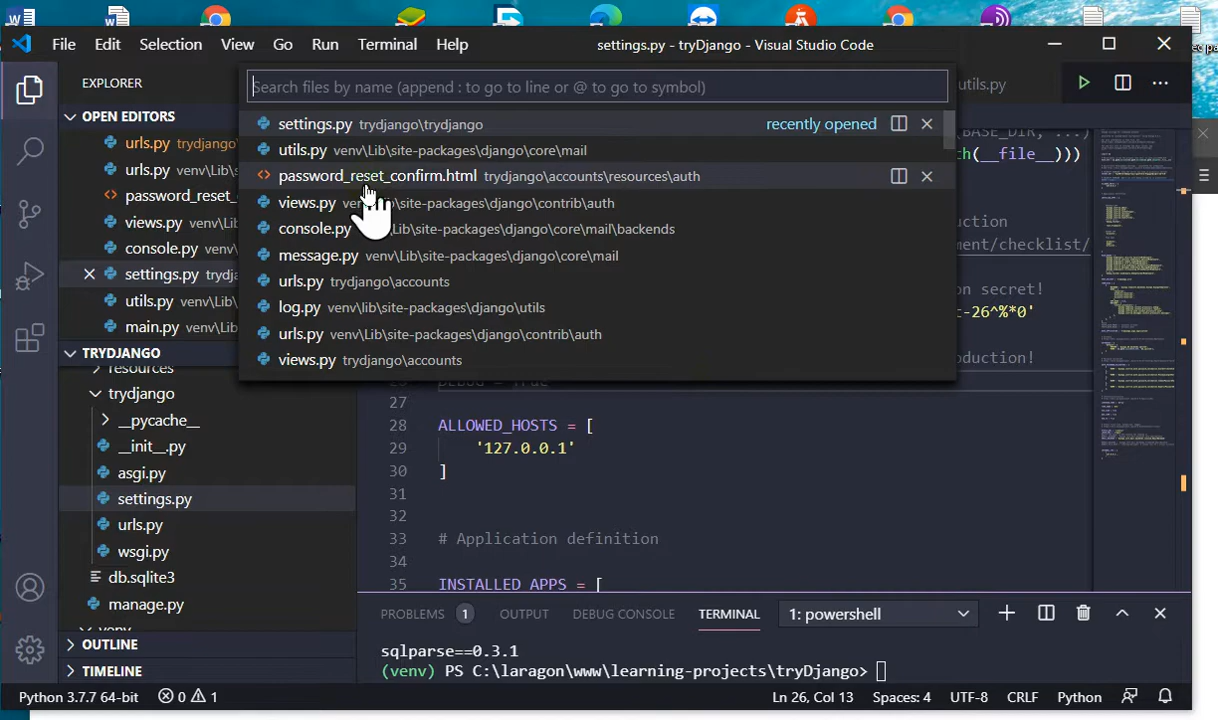 File Edit Selection View Go Run Terminal Help settings.py - tryDjango - Visual Studio Code
EXPLORER
utils.py
Search files by name (append : to go to line or @ to go to symbol)
OPEN EDITORS
urls.py trydjango
urls.py venv\Lib\s
password_reset_
views.py venv\Lib
console.py venv\Lib
settings.py trydj
utils.py venv\Lib\
main.py venv\Lib
settings.py trydjango\trydjango recently opened
utils.py venv\Lib\site-packages\django\core\mail
password_reset_confirm.html trydjango\accounts\resources\auth
views.py \site-packages\django\contrib\auth
console.py \Lib\site-packages\django\core\mail\backends
message.py venv\Lib\site-packages\django\core\mail
urls.py trydjango\accounts
log.py venv\lib\site-packages\django\utils
urls.py venv\Lib\site-packages\django\contrib\auth
views.py trydjango\accounts
(BASE_DIR, ...)
th(__file__)))
uction
ment/checklist/
on secret!
t-26^%*0'
oduction!
TRYDJANGO
resources
trydjango
__pycache__
__init__.py
asgi.py
settings.py
urls.py
wsgi.py
db.sqlite3
manage.py
venv
OUTLINE
TIMELINE
26 DEBUG = True
27
28 ALLOWED_HOSTS = [
29 '127.0.0.1'
30 ]
31
32
33 # Application definition
34
35 INSTALLED_APPS = [
PROBLEMS 1 OUTPUT DEBUG CONSOLE TERMINAL 1: powershell
sqlparse==0.3.1
(venv) PS C:\laragon\www\learning-projects\tryDjango>
Python 3.7.7 64-bit 0 1 Ln 26, Col 13 Spaces: 4 UTF-8 CRLF Python